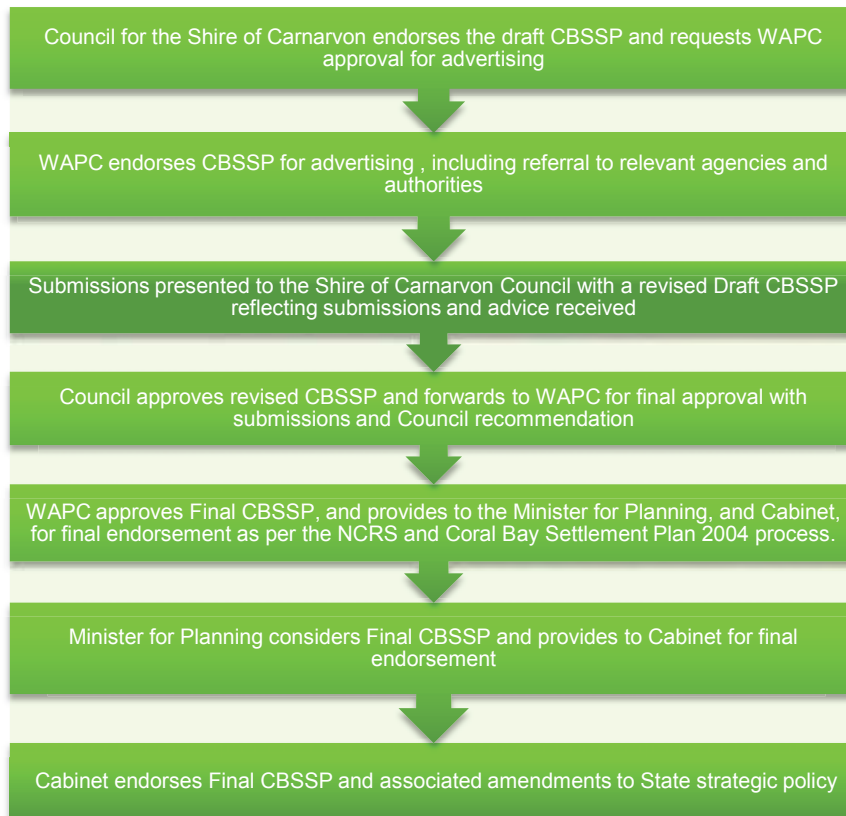 Council for the Shire of Carnarvon endorses the draft CBSSP and requests WAPC
approval for advertising
WAPC endorses CBSSP for advertising , including referral to relevant agencies and
authorities
Submissions presented to the Shire of Carnarvon Council with a revised Draft CBSSP
reflecting submissions and advice received
Council approves revised CBSSP and forwards to WAPC for final approval with
submissions and Council recommendation
WAPC approves Final CBSSP, and provides to the Minister for Planning, and Cabinet,
for final endorsement as per the NCRS and Coral Bay Settlement Plan 2004 process.
Minister for Planning considers Final CBSSP and provides to Cabinet for final
endorsement
Cabinet endorses Final CBSSP and associated amendments to State strategic policy